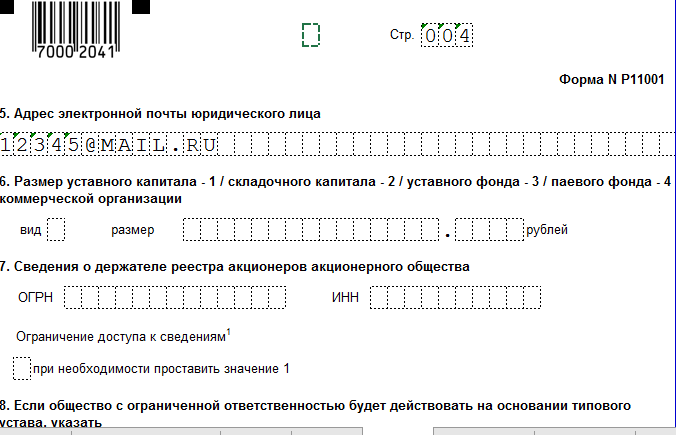 7000 2041
Стр. 004
Форма N Р11001
5. Адрес электронной почты юридического лица
12345@MAIL.RU
6. Размер уставного капитала - 1 / складочного капитала - 2 / уставного фонда - 3 / паевого фонда - 4
коммерческой организации
вид размер . рублей
7. Сведения о держателе реестра акционеров акционерного общества
ОГРН ИНН
Ограничение доступа к сведениям1
при необходимости проставить значение 1
8. Если общество с ограниченной ответственностью будет действовать на основании типового
устава, указать